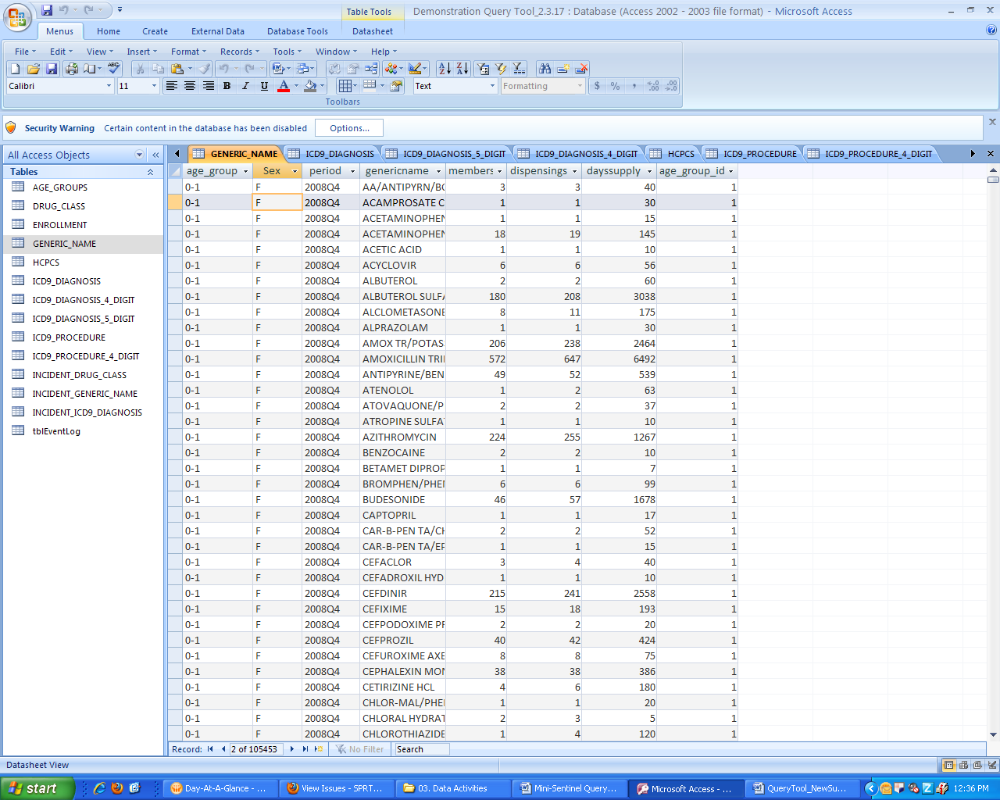 Table Tools
Demonstration Query Tool_2.3.17 : Database (Access 2002 - 2003 file format) - Microsoft Access
Menus Home Create External Data Database Tools Datasheet
File Edit View Insert Format Records Tools Window Help
Calibri 11 B I U A Text Formatting $ % ,
Toolbars
Security Warning Certain content in the database has been disabled Options...
All Access Objects «
GENERIC_NAME ICD9_DIAGNOSIS ICD9_DIAGNOSIS_5_DIGIT ICD9_DIAGNOSIS_4_DIGIT HCPCS ICD9_PROCEDURE ICD9_PROCEDURE_4_DIGIT
Tables
AGE_GROUPS
DRUG_CLASS
ENROLLMENT
GENERIC_NAME
HCPCS
ICD9_DIAGNOSIS
ICD9_DIAGNOSIS_4_DIGIT
ICD9_DIAGNOSIS_5_DIGIT
ICD9_PROCEDURE
ICD9_PROCEDURE_4_DIGIT
INCIDENT_DRUG_CLASS
INCIDENT_GENERIC_NAME
INCIDENT_ICD9_DIAGNOSIS
tblEventLog
age_group Sex period genericname members dispensings dayssupply age_group_id
0-1 F 2008Q4 AA/ANTIPYRN/BO 3 3 40 1
0-1 F 2008Q4 ACAMPROSATE C 1 1 30 1
0-1 F 2008Q4 ACETAMINOPHEN 1 1 15 1
0-1 F 2008Q4 ACETAMINOPHEN 18 19 145 1
0-1 F 2008Q4 ACETIC ACID 1 1 10 1
0-1 F 2008Q4 ACYCLOVIR 6 6 56 1
0-1 F 2008Q4 ALBUTEROL 2 2 60 1
0-1 F 2008Q4 ALBUTEROL SULFA 180 208 3038 1
0-1 F 2008Q4 ALCLOMETASONE 8 11 175 1
0-1 F 2008Q4 ALPRAZOLAM 1 1 30 1
0-1 F 2008Q4 AMOX TR/POTAS 206 238 2464 1
0-1 F 2008Q4 AMOXICILLIN TRI 572 647 6492 1
0-1 F 2008Q4 ANTIPYRINE/BEN 49 52 539 1
0-1 F 2008Q4 ATENOLOL 1 2 63 1
0-1 F 2008Q4 ATOVAQUONE/P 2 2 37 1
0-1 F 2008Q4 ATROPINE SULFA 1 1 10 1
0-1 F 2008Q4 AZITHROMYCIN 224 255 1267 1
0-1 F 2008Q4 BENZOCAINE 2 2 10 1
0-1 F 2008Q4 BETAMET DIPROP 1 1 7 1
0-1 F 2008Q4 BROMPHEN/PHEN 6 6 99 1
0-1 F 2008Q4 BUDESONIDE 46 57 1678 1
0-1 F 2008Q4 CAPTOPRIL 1 1 17 1
0-1 F 2008Q4 CAR-B-PEN TA/CH 2 2 52 1
0-1 F 2008Q4 CAR-B-PEN TA/EP 1 1 15 1
0-1 F 2008Q4 CEFACLOR 3 4 40 1
0-1 F 2008Q4 CEFADROXIL HYD 1 1 10 1
0-1 F 2008Q4 CEFDINIR 215 241 2558 1
0-1 F 2008Q4 CEFIXIME 15 18 193 1
0-1 F 2008Q4 CEFPODOXIME PR 2 2 20 1
0-1 F 2008Q4 CEFPROZIL 40 42 424 1
0-1 F 2008Q4 CEFUROXIME AXE 8 8 75 1
0-1 F 2008Q4 CEPHALEXIN MON 38 38 386 1
0-1 F 2008Q4 CETIRIZINE HCL 4 6 180 1
0-1 F 2008Q4 CHLOR-MAL/PHEN 1 1 20 1
0-1 F 2008Q4 CHLORAL HYDRAT 2 3 5 1
0-1 F 2008Q4 CHLOROTHIAZIDE 1 4 120 1
Record: 2 of 105453 No Filter Search
Datasheet View
start Day-At-A-Glance - ... View Issues - SPRT... 03. Data Activities Mini-Sentinel Query... Microsoft Access - ... QueryTool_NewSu... 12:36 PM